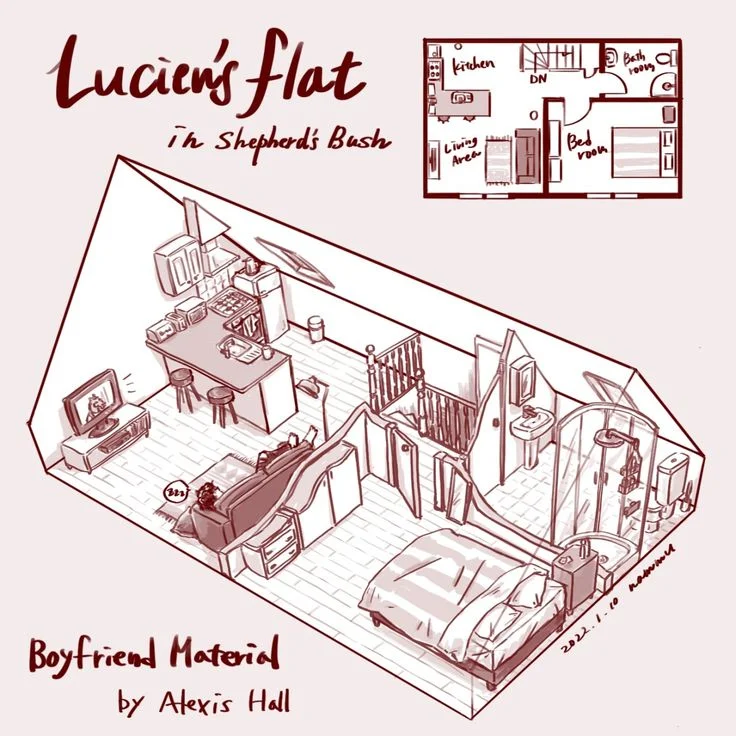 Lucien's flat
in Shepherd's Bush
Kitchen
DN
Bath
room
Living
Area
Bed
room
zzz
2022.1.10
Boyfriend Material
by Alexis Hall